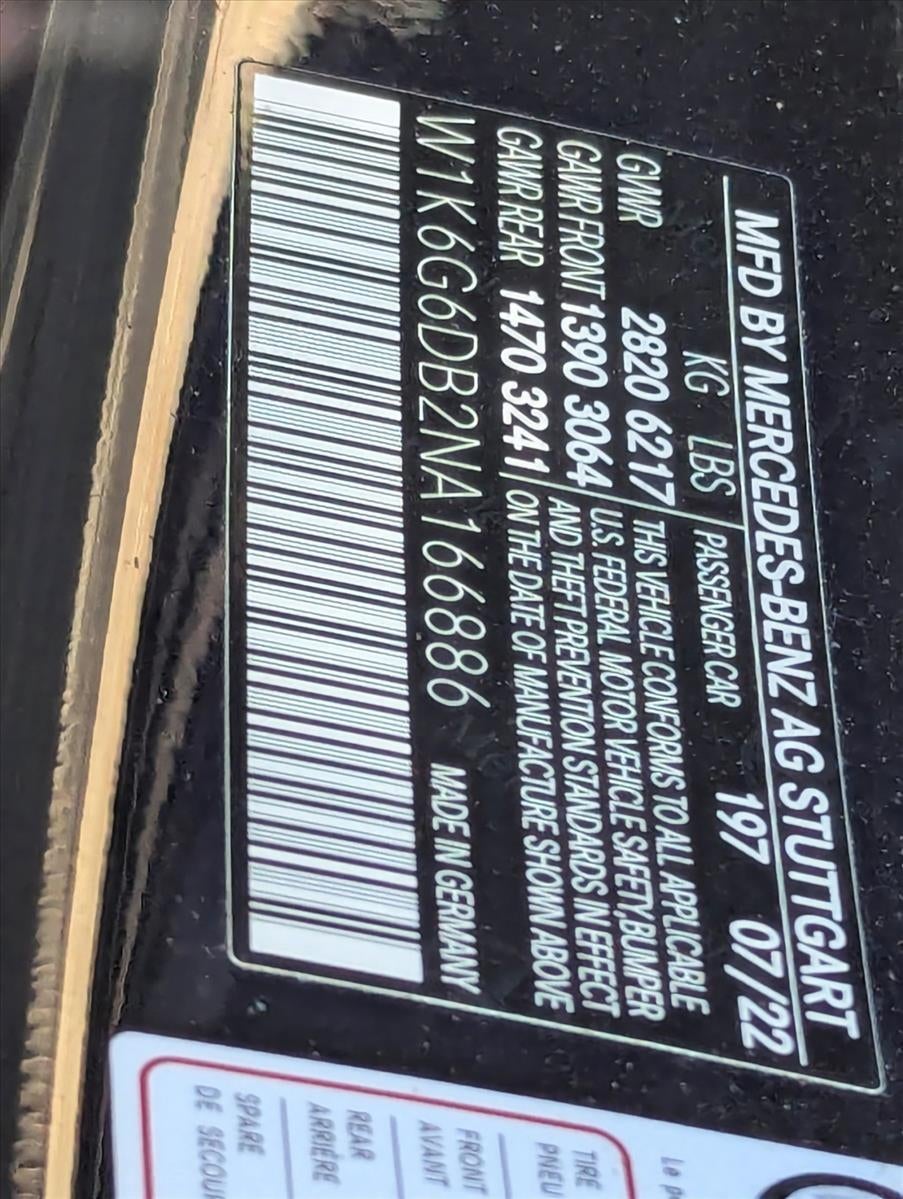 MFD BY MERCEDES-BENZ AG STUTTGART
KG LBS PASSENGER CAR 197 07/22
GVWR 2820 6217 THIS VEHICLE CONFORMS TO ALL APPLICABLE
GAWR FRONT 1390 3064 U.S. FEDERAL MOTOR VEHICLE SAFETY, BUMPER
GAWR REAR 1470 3241 AND THEFT PREVENTION STANDARDS IN EFFECT
ON THE DATE OF MANUFACTURE SHOWN ABOVE
W1K6G6DB2NA166886 MADE IN GERMANY
TIRE
PNEU
FRONT
AVANT
REAR
ARRIÈRE
SPARE
DE SECOUR